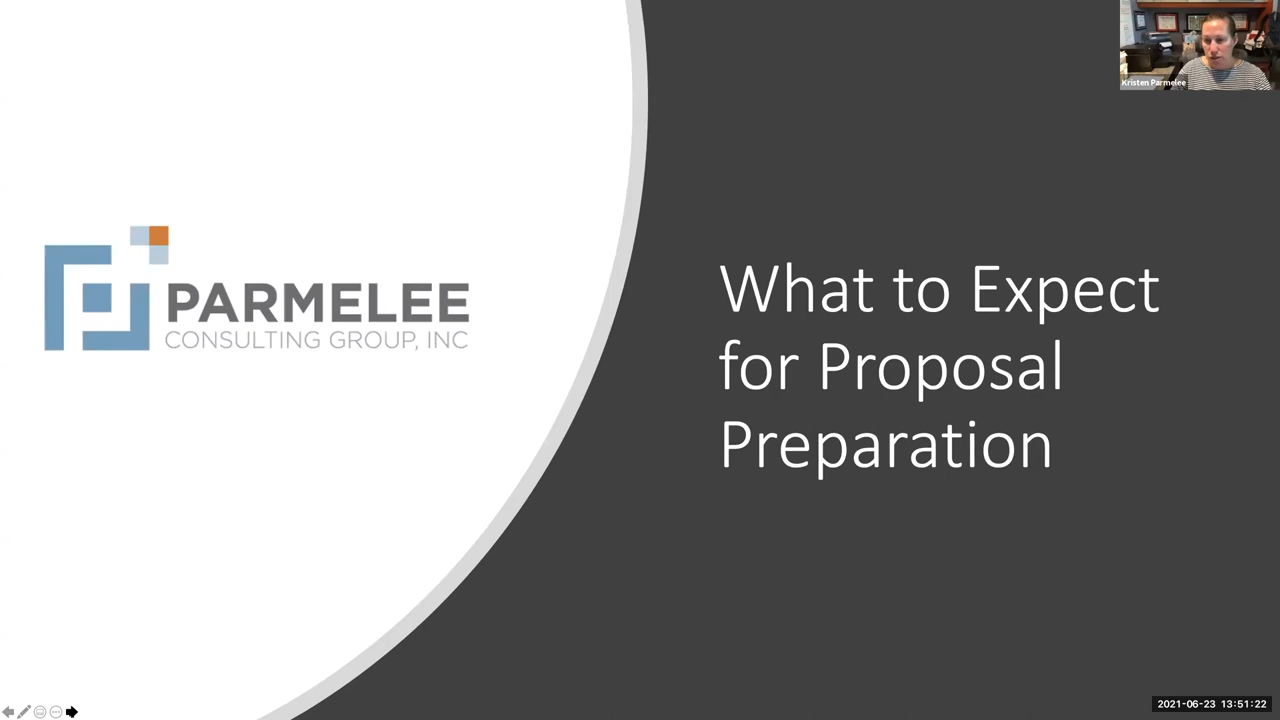 Kristen Parmelee
PARMELEE
CONSULTING GROUP, INC
What to Expect
for Proposal
Preparation
2021-06-23 13:51:22